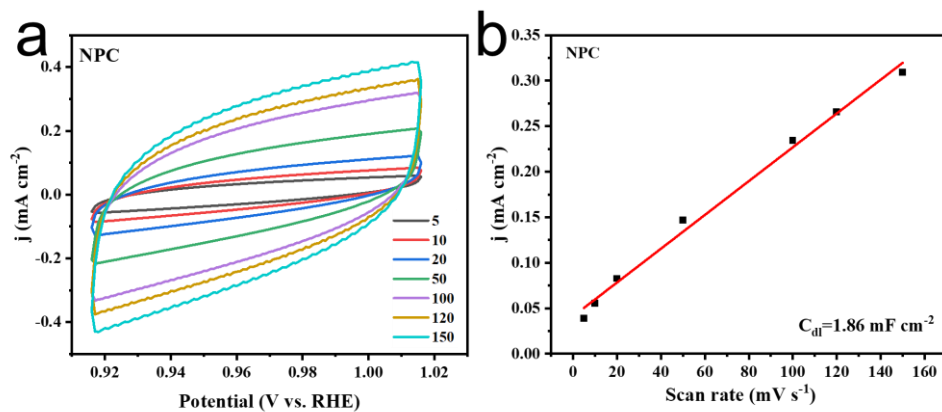 a
NPC
j (mA cm⁻²)
0.4
0.2
0.0
-0.2
-0.4
5
10
20
50
100
120
150
0.92 0.94 0.96 0.98 1.00 1.02
Potential (V vs. RHE)
b
NPC
j (mA cm⁻²)
0.35
0.30
0.25
0.20
0.15
0.10
0.05
0.00
C_dl=1.86 mF cm⁻²
0 20 40 60 80 100 120 140 160
Scan rate (mV s⁻¹)